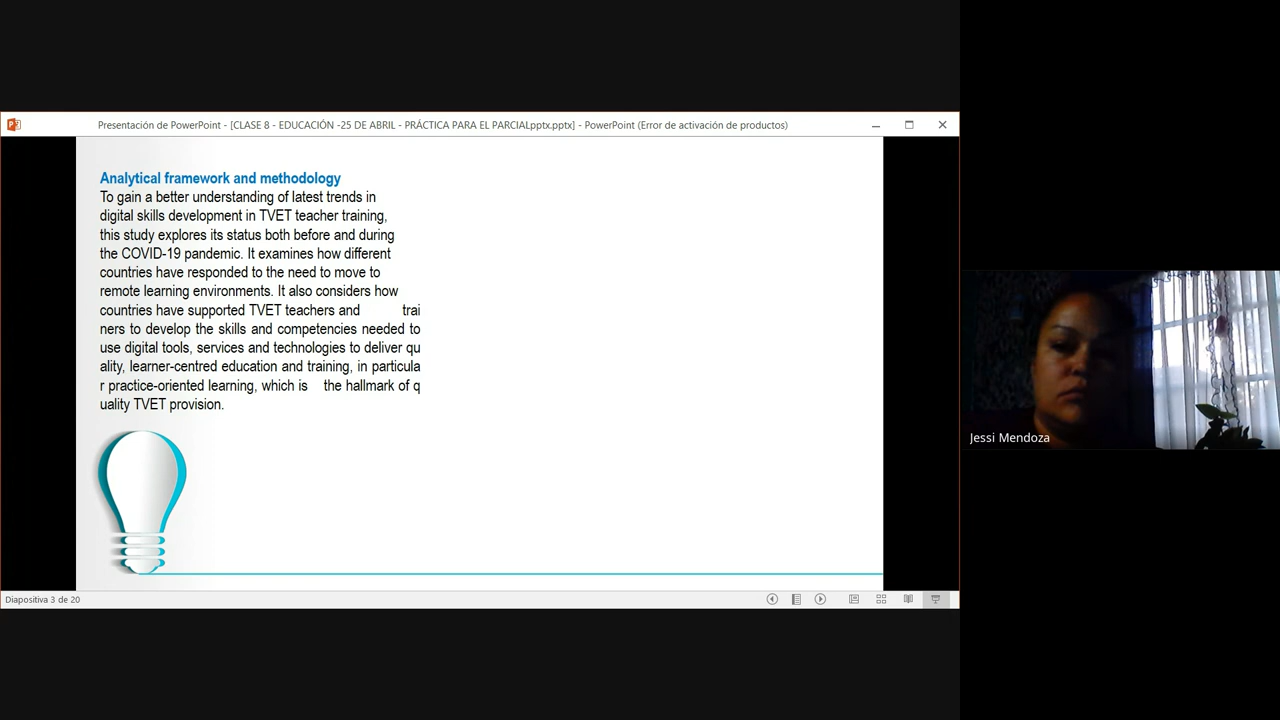 Presentación de PowerPoint - [CLASE 8 - EDUCACIÓN -25 DE ABRIL - PRÁCTICA PARA EL PARCIALpptx.pptx] - PowerPoint (Error de activación de productos)
Analytical framework and methodology
To gain a better understanding of latest trends in
digital skills development in TVET teacher training,
this study explores its status both before and during
the COVID-19 pandemic. It examines how different
countries have responded to the need to move to
remote learning environments. It also considers how
countries have supported TVET teachers and trai
ners to develop the skills and competencies needed to
use digital tools, services and technologies to deliver qu
ality, learner-centred education and training, in particula
r practice-oriented learning, which is the hallmark of q
uality TVET provision.
Jessi Mendoza
Diapositiva 3 de 20